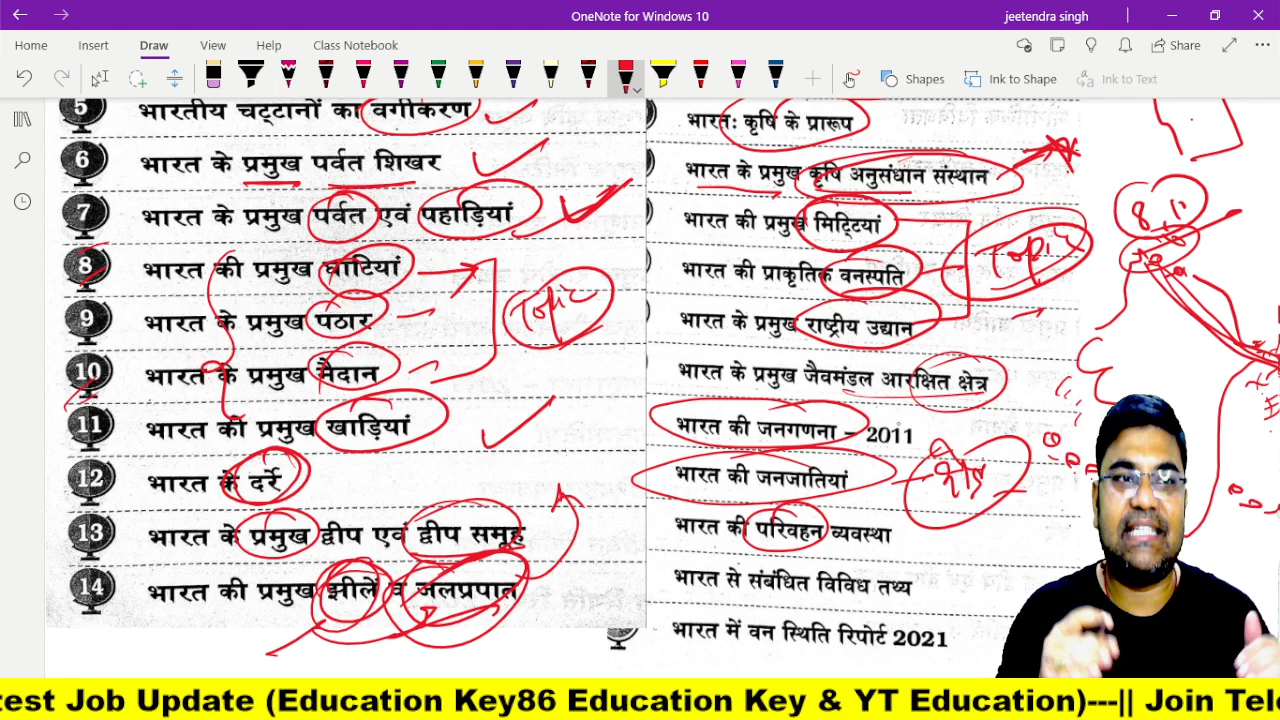 OneNote for Windows 10
jeetendra singh
Home Insert Draw View Help Class Notebook
Share
Shapes Ink to Shape Ink to Text
5 भारतीय चट्टानों का वर्गीकरण
6 भारत के प्रमुख पर्वत शिखर
7 भारत के प्रमुख पर्वत एवं पहाड़ियां
8 भारत की प्रमुख घाटियां
9 भारत के प्रमुख पठार
10 भारत के प्रमुख मैदान
11 भारत की प्रमुख खाड़ियां
12 भारत के दर्रे
13 भारत के प्रमुख द्वीप एवं द्वीप समूह
14 भारत की प्रमुख झीलें व जलप्रपात
Topic
भारत: कृषि के प्रारूप
भारत के प्रमुख कृषि अनुसंधान संस्थान
भारत की प्रमुख मिट्टियां
भारत की प्राकृतिक वनस्पति
भारत के प्रमुख राष्ट्रीय उद्यान
भारत के प्रमुख जैवमंडल आरक्षित क्षेत्र
भारत की जनगणना – 2011
भारत की जनजातियां
भारत की परिवहन व्यवस्था
भारत से संबंधित विविध तथ्य
भारत में वन स्थिति रिपोर्ट 2021
Topic
test Job Update (Education Key86 Education Key & YT Education)---|| Join Tele